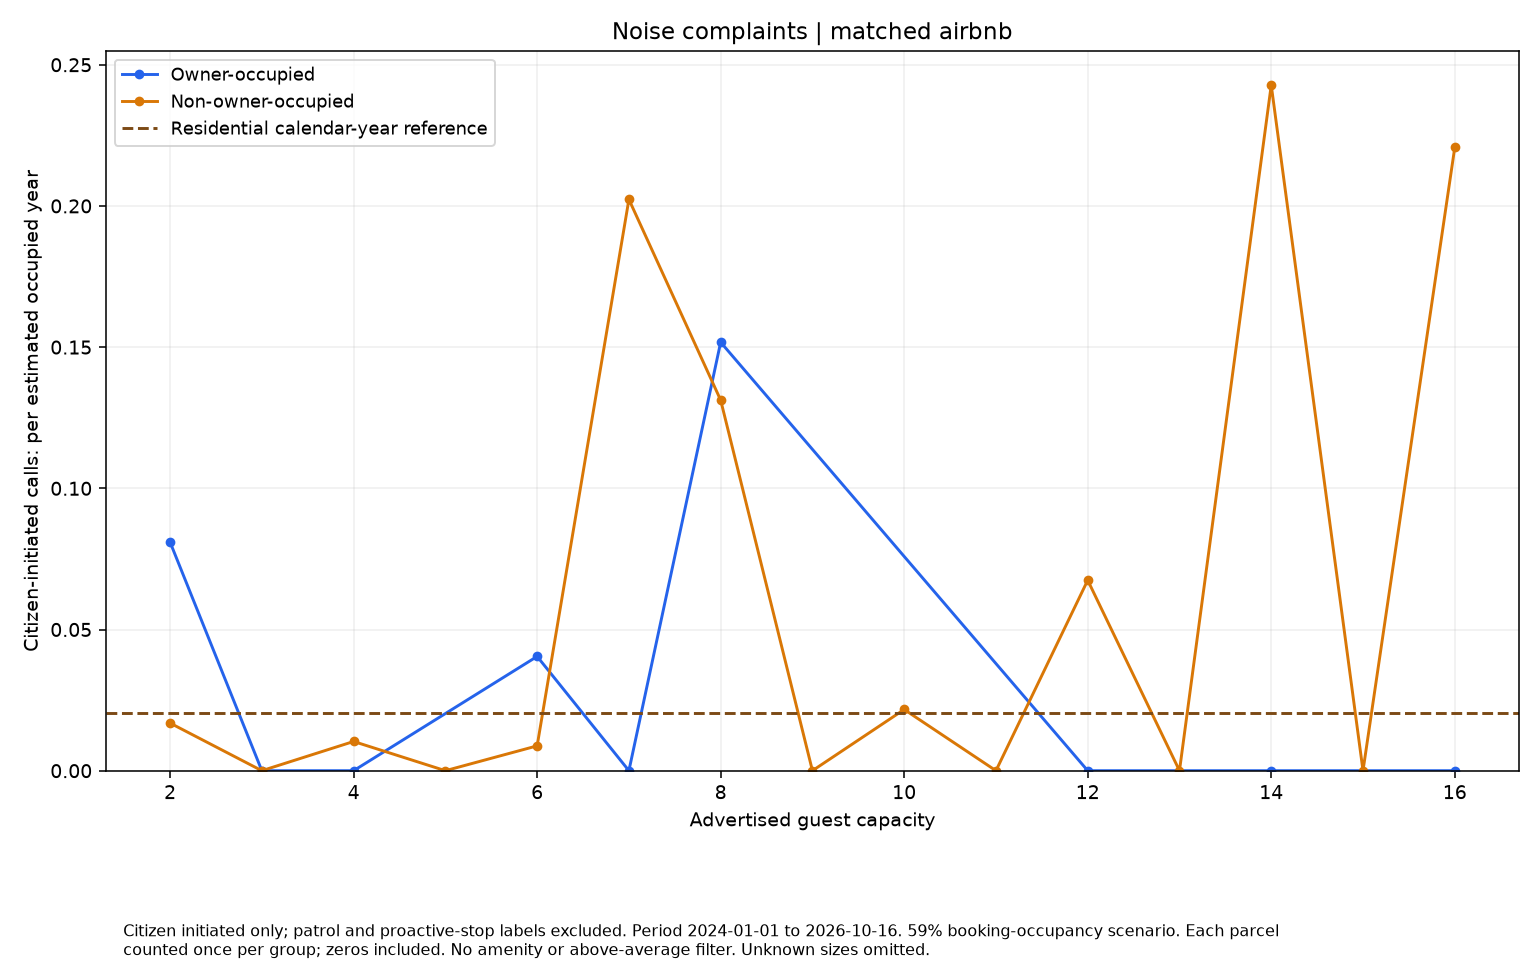 Noise complaints | matched airbnb
Owner-occupied
Non-owner-occupied
Residential calendar-year reference
Citizen-initiated calls: per estimated occupied year
0.25
0.20
0.15
0.10
0.05
0.00
2 4 6 8 10 12 14 16
Advertised guest capacity
Citizen initiated only; patrol and proactive-stop labels excluded. Period 2024-01-01 to 2026-10-16. 59% booking-occupancy scenario. Each parcel
counted once per group; zeros included. No amenity or above-average filter. Unknown sizes omitted.